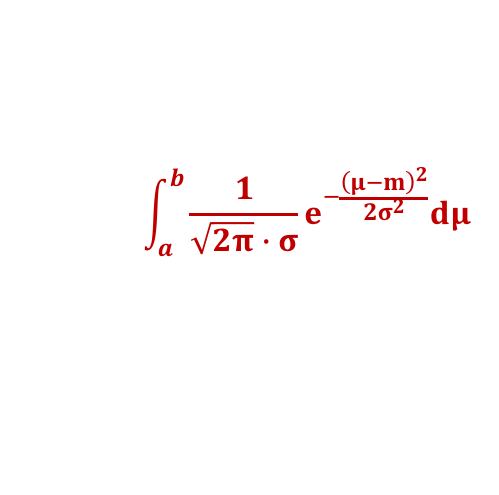 ∫_a^b 1/(√2π · σ) e^(−(μ−m)²/2σ²) dμ